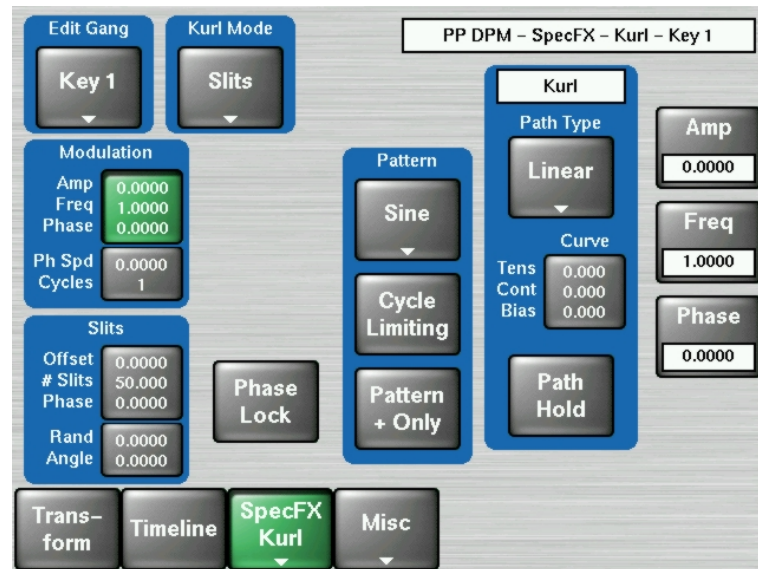 Edit Gang
Key 1
Kurl Mode
Slits
PP DPM – SpecFX – Kurl – Key 1
Modulation
Amp 0.0000
Freq 1.0000
Phase 0.0000
Ph Spd 0.0000
Cycles 1
Slits
Offset 0.0000
# Slits 50.000
Phase 0.0000
Rand 0.0000
Angle 0.0000
Phase
Lock
Pattern
Sine
Cycle
Limiting
Pattern
+ Only
Kurl
Path Type
Linear
Curve
Tens 0.000
Cont 0.000
Bias 0.000
Path
Hold
Amp
0.0000
Freq
1.0000
Phase
0.0000
Trans–
form
Timeline
SpecFX
Kurl
Misc